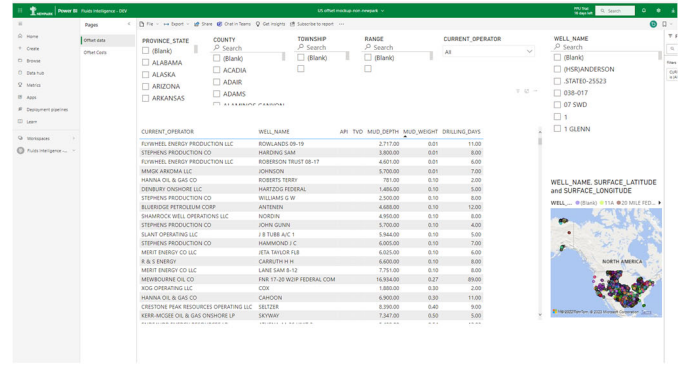 newpark Power BI Fluids Intelligence - DEV
US offset mockup non newpark
Search
Home
Create
Browse
Data hub
Metrics
Apps
Deployment pipelines
Learn
Workspaces
Fluids Intelligence -...
Pages
Offset data
Offset Costs
File Export Share Chat in Teams Get insights Subscribe to report ...
PROVINCE_STATE
(Blank)
ALABAMA
ALASKA
ARIZONA
ARKANSAS
COUNTY
Search
(Blank)
ACADIA
ADAIR
ADAMS
TOWNSHIP
Search
(Blank)
RANGE
Search
(Blank)
CURRENT_OPERATOR
All
WELL_NAME
Search
(Blank)
(HSR)ANDERSON
.STATE0-25523
038-017
07 SWD
1
1 GLENN
CURRENT_OPERATOR WELL_NAME API TVD MUD_DEPTH MUD_WEIGHT DRILLING_DAYS
FLYWHEEL ENERGY PRODUCTION LLC ROWLANDS 09-19 2,717.00 0.01 11.00
STEPHENS PRODUCTION CO HARDING SAM 3,800.00 0.01 8.00
FLYWHEEL ENERGY PRODUCTION LLC ROBERSON TRUST 08-17 4,601.00 0.01 6.00
MMGK ARKOMA LLC JOHNSON 5,700.00 0.01 7.00
HANNA OIL & GAS CO ROBERTS TERRY 781.00 0.10 2.00
DENBURY ONSHORE LLC HARTZOG FEDERAL 1,486.00 0.10 5.00
STEPHENS PRODUCTION CO WILLIAMS G W 2,500.00 0.10 8.00
BLUERIDGE PETROLEUM CORP ANTENEN 4,688.00 0.10 12.00
SHAMROCK WELL OPERATIONS LLC NORDIN 4,950.00 0.10 8.00
STEPHENS PRODUCTION CO JOHN GUNN 5,700.00 0.10 4.00
SLANT OPERATING LLC J B TUBB A/C 1 5,944.00 0.10 5.00
STEPHENS PRODUCTION CO HAMMOND J C 6,005.00 0.10 7.00
MERIT ENERGY CO LLC JETA TAYLOR FLB 6,025.00 0.10 6.00
R & S ENERGY CARRUTH H H 6,600.00 0.10 8.00
MERIT ENERGY CO LLC LANE SAM 8-12 7,751.00 0.10 8.00
MEWBOURNE OIL CO FNR 17-20 W2IP FEDERAL COM 16,934.00 0.27 89.00
XOG OPERATING LLC COX 1,880.00 0.30 2.00
HANNA OIL & GAS CO CAHOON 6,900.00 0.30 11.00
CRESTONE PEAK RESOURCES OPERATING LLC SELTZER 8,390.00 0.40 9.00
KERR-MCGEE OIL & GAS ONSHORE LP SKYWAY 7,347.00 0.50 5.00
WELL_NAME, SURFACE_LATITUDE
and SURFACE_LONGITUDE
WELL_... (Blank) 11A 20 MILE FED...
NORTH AMERICA